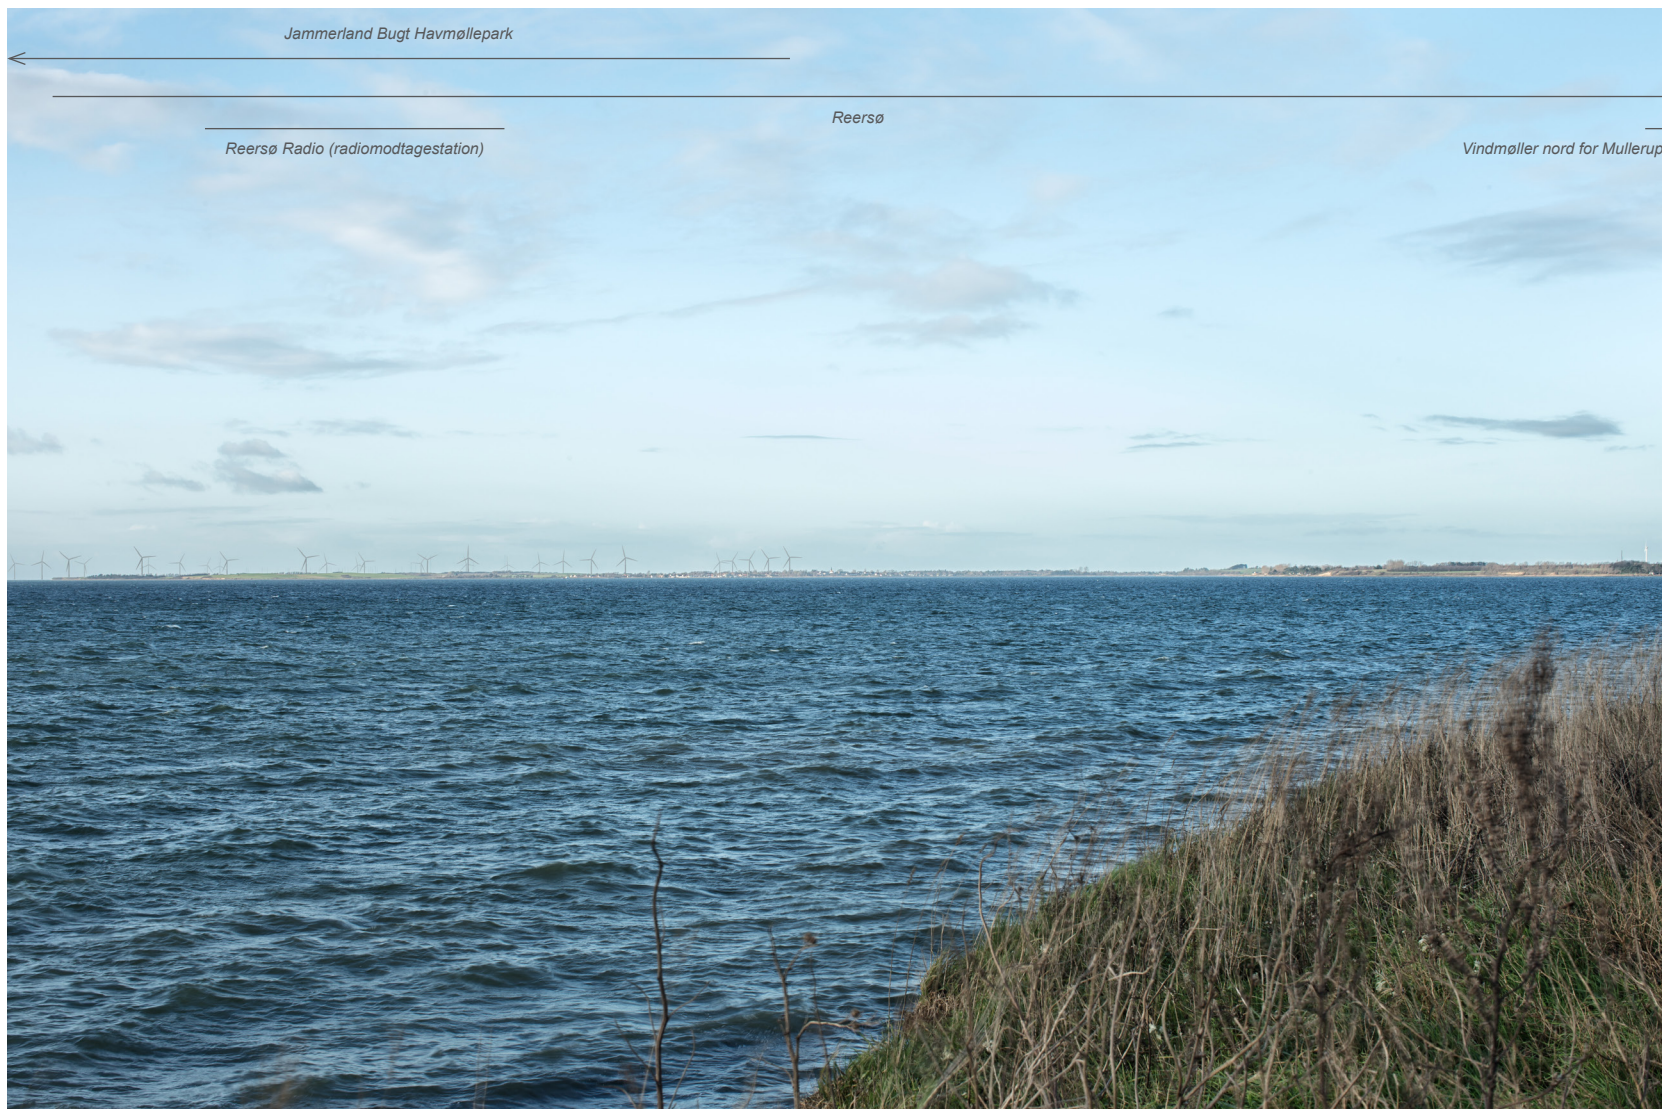 Jammerland Bugt Havmøllepark
Reersø
Reersø Radio (radiomodtagestation)
Vindmøller nord for Mullerup